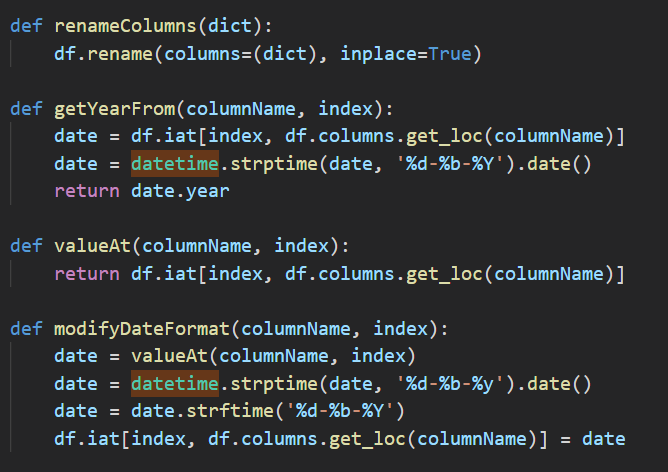 def renameColumns(dict):
    df.rename(columns=(dict), inplace=True)
def getYearFrom(columnName, index):
    date = df.iat[index, df.columns.get_loc(columnName)]
    date = datetime.strptime(date, '%d-%b-%Y').date()
    return date.year
def valueAt(columnName, index):
    return df.iat[index, df.columns.get_loc(columnName)]
def modifyDateFormat(columnName, index):
    date = valueAt(columnName, index)
    date = datetime.strptime(date, '%d-%b-%y').date()
    date = date.strftime('%d-%b-%Y')
    df.iat[index, df.columns.get_loc(columnName)] = date